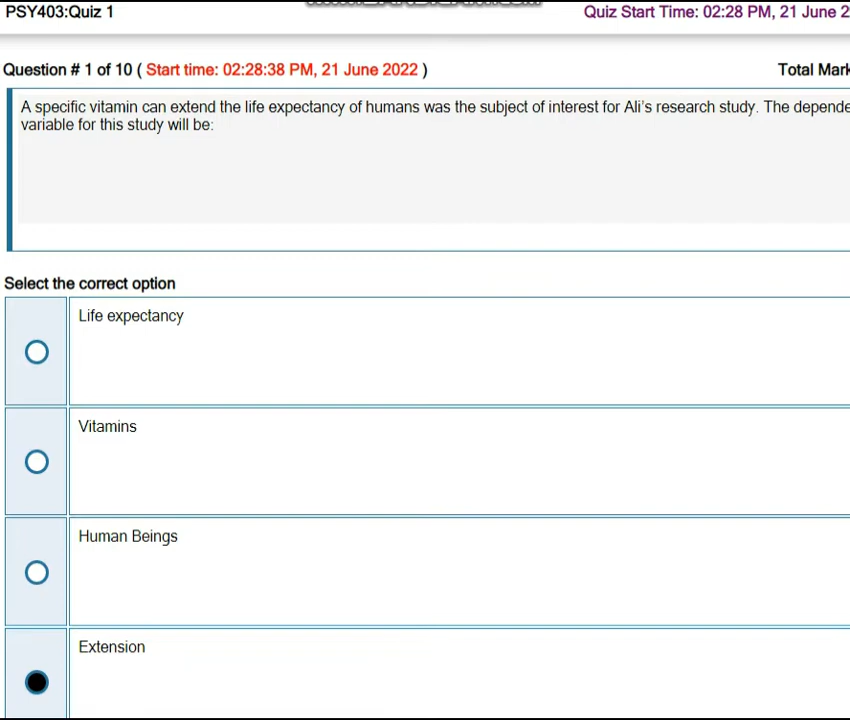 PSY403:Quiz 1
Quiz Start Time: 02:28 PM, 21 June 2
Question # 1 of 10 ( Start time: 02:28:38 PM, 21 June 2022 )
Total Mark
A specific vitamin can extend the life expectancy of humans was the subject of interest for Ali's research study. The depende
variable for this study will be:
Select the correct option
Life expectancy
Vitamins
Human Beings
Extension